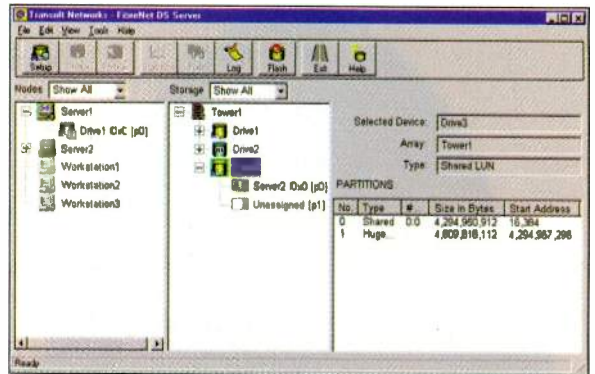 Transoft Networks - FibreNet DS Server
File Edit View Tools Help
Setup Log Flash Exit Help
Nodes Show All Storage Show All
Server1
Drive1 (DxC [p0]
Server2
Workstation1
Workstation2
Workstation3
Tower1
Drive1
Drive2
Server2 (DxD [p0]
Unassigned [p1]
Selected Device: Drive3
Array: Tower1
Type: Shared LUN
PARTITIONS
No. Type # Size in Bytes Start Address
0 Shared 0:0 4,294,950,912 16,384
1 Huge... 4,809,816,112 4,294,967,296
Ready